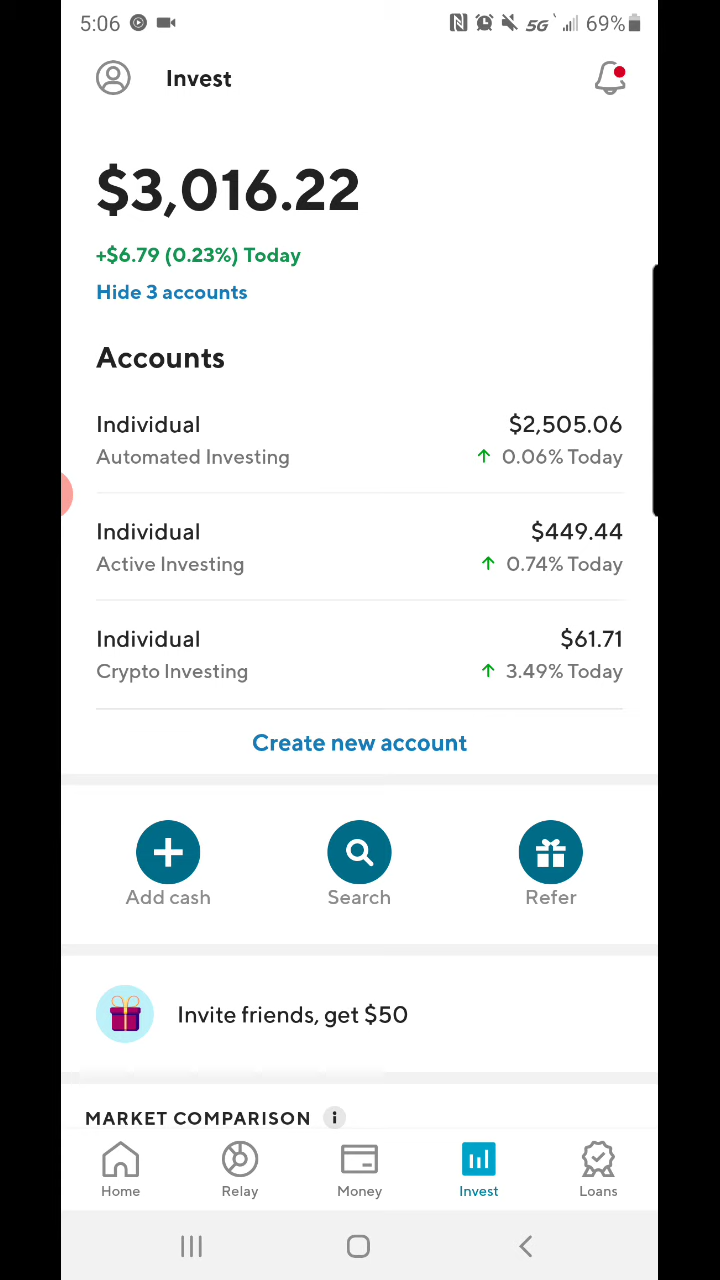 5:06 5G 69%
Invest
$3,016.22
+$6.79 (0.23%) Today
Hide 3 accounts
Accounts
Individual $2,505.06
Automated Investing ↑ 0.06% Today
Individual $449.44
Active Investing ↑ 0.74% Today
Individual $61.71
Crypto Investing ↑ 3.49% Today
Create new account
Add cash Search Refer
Invite friends, get $50
MARKET COMPARISON i
Home Relay Money Invest Loans